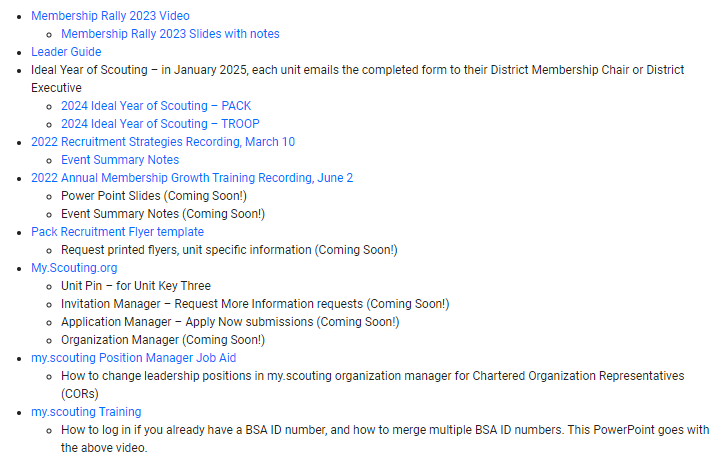 Membership Rally 2023 Video
Membership Rally 2023 Slides with notes
Leader Guide
Ideal Year of Scouting – in January 2025, each unit emails the completed form to their District Membership Chair or District
Executive
2024 Ideal Year of Scouting – PACK
2024 Ideal Year of Scouting – TROOP
2022 Recruitment Strategies Recording, March 10
Event Summary Notes
2022 Annual Membership Growth Training Recording, June 2
Power Point Slides (Coming Soon!)
Event Summary Notes (Coming Soon!)
Pack Recruitment Flyer template
Request printed flyers, unit specific information (Coming Soon!)
My.Scouting.org
Unit Pin – for Unit Key Three
Invitation Manager – Request More Information requests (Coming Soon!)
Application Manager – Apply Now submissions (Coming Soon!)
Organization Manager (Coming Soon!)
my.scouting Position Manager Job Aid
How to change leadership positions in my.scouting organization manager for Chartered Organization Representatives
(CORs)
my.scouting Training
How to log in if you already have a BSA ID number, and how to merge multiple BSA ID numbers. This PowerPoint goes with
the above video.